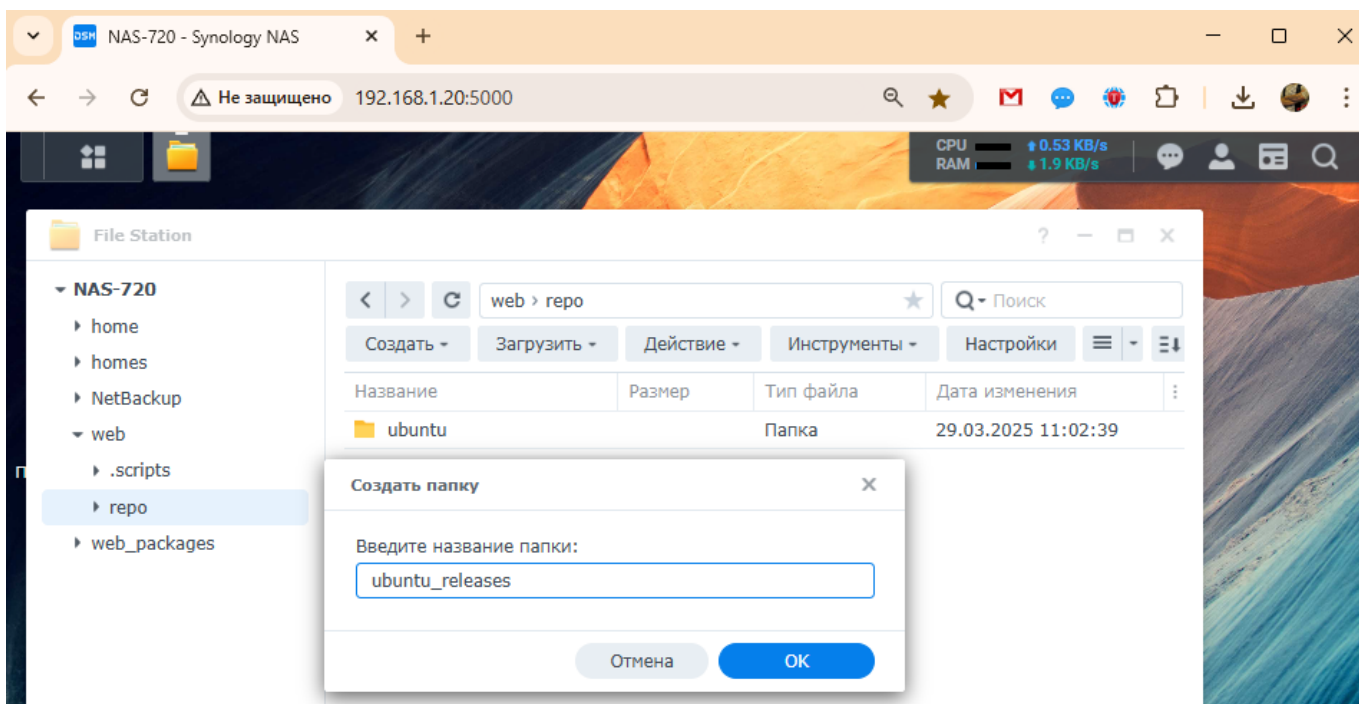 DSM NAS-720 - Synology NAS
Не защищено 192.168.1.20:5000
CPU 0.53 KB/s
RAM 1.9 KB/s
File Station
NAS-720
home
homes
NetBackup
web
.scripts
repo
web_packages
web › repo
Поиск
Создать Загрузить Действие Инструменты Настройки
Название Размер Тип файла Дата изменения
ubuntu Папка 29.03.2025 11:02:39
Создать папку
Введите название папки:
ubuntu_releases
Отмена OK